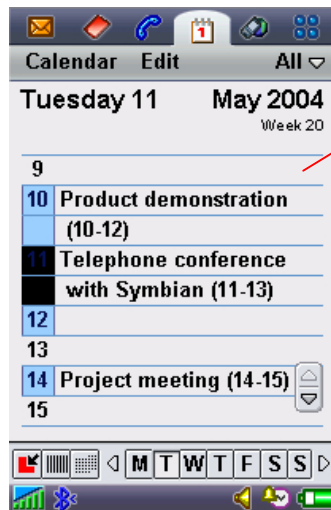 1
Calendar Edit All
Tuesday 11 May 2004
Week 20
9
10 Product demonstration
(10-12)
11 Telephone conference
with Symbian (11-13)
12
13
14 Project meeting (14-15)
15
M T W T F S S